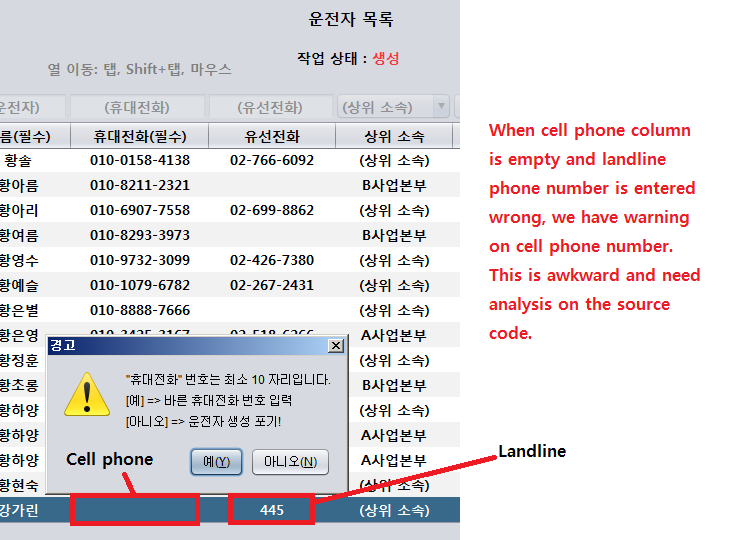 운전자 목록
작업 상태 : 생성
열 이동: 탭, Shift+탭, 마우스
운전자) (휴대전화) (유선전화) (상위 소속)
름(필수) 휴대전화(필수) 유선전화 상위 소속
황솔 010-0158-4138 02-766-6092 (상위 소속)
황아름 010-8211-2321 B사업본부
황아리 010-6907-7558 02-699-8862 (상위 소속)
황여름 010-8293-3973 B사업본부
황영수 010-9732-3099 02-426-7380 (상위 소속)
황예슬 010-1079-6782 02-267-2431 (상위 소속)
황은별 010-8888-7666 (상위 소속)
황은영 010-3425-3167 02-518-6266 A사업본부
황정훈 (상위 소속)
황초롱 B사업본부
황하양 (상위 소속)
황하양 A사업본부
황하양 A사업본부
황현숙 (상위 소속)
강가린 445 (상위 소속)
경고
"휴대전화" 번호는 최소 10 자리입니다.
[예] => 바른 휴대전화 번호 입력
[아니오] => 운전자 생성 포기!
예(Y) 아니오(N)
Cell phone
Landline
When cell phone column
is empty and landline
phone number is entered
wrong, we have warning
on cell phone number.
This is awkward and need
analysis on the source
code.